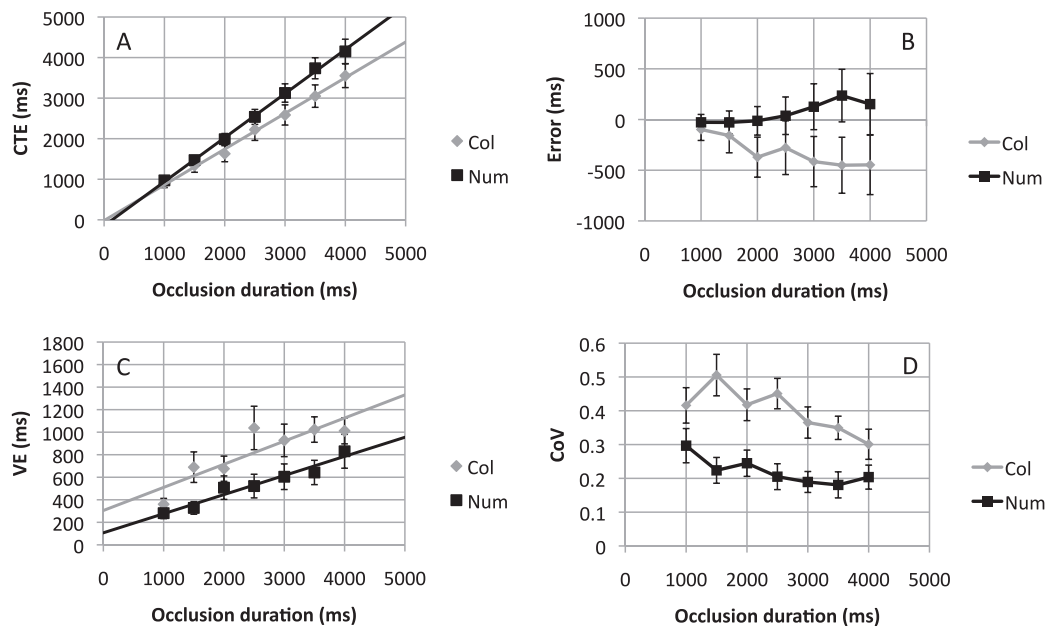 A
CTE (ms)
5000
4000
3000
2000
1000
0
0 1000 2000 3000 4000 5000
Occlusion duration (ms)
Col
Num
B
Error (ms)
1000
500
0
-500
-1000
0 1000 2000 3000 4000 5000
Occlusion duration (ms)
Col
Num
C
VE (ms)
1800
1600
1400
1200
1000
800
600
400
200
0
0 1000 2000 3000 4000 5000
Occlusion duration (ms)
Col
Num
D
CoV
0.6
0.5
0.4
0.3
0.2
0.1
0
0 1000 2000 3000 4000 5000
Occlusion duration (ms)
Col
Num